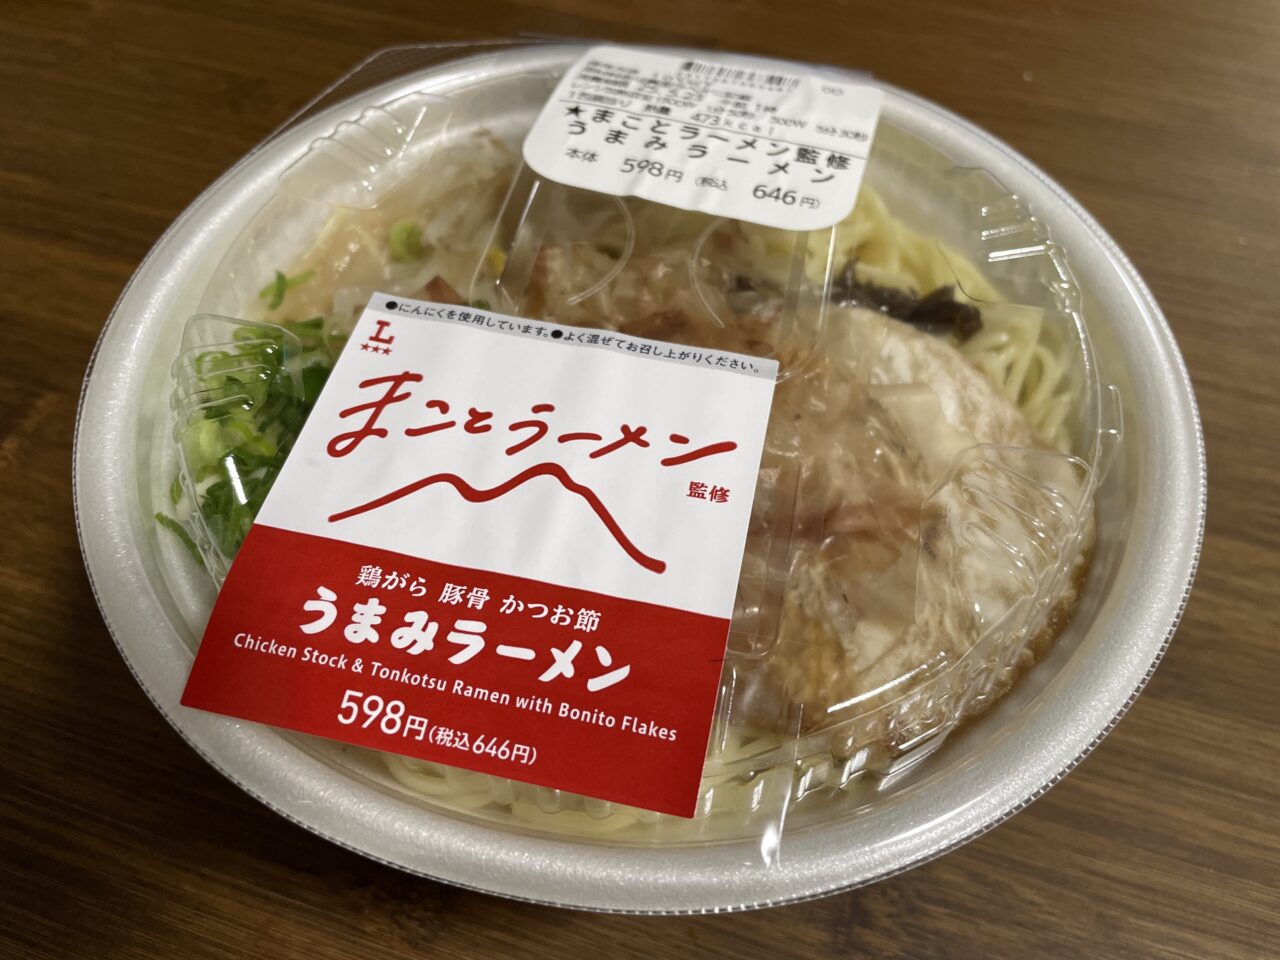 473kcal
★まことラーメン監修
うまみラーメン
本体 598円 (税込 646円)
●にんにくを使用しています。●よく混ぜてお召し上がりください。
L
★★★
まことラーメン
監修
鶏がら 豚骨 かつお節
うまみラーメン
Chicken Stock & Tonkotsu Ramen with Bonito Flakes
598円(税込646円)